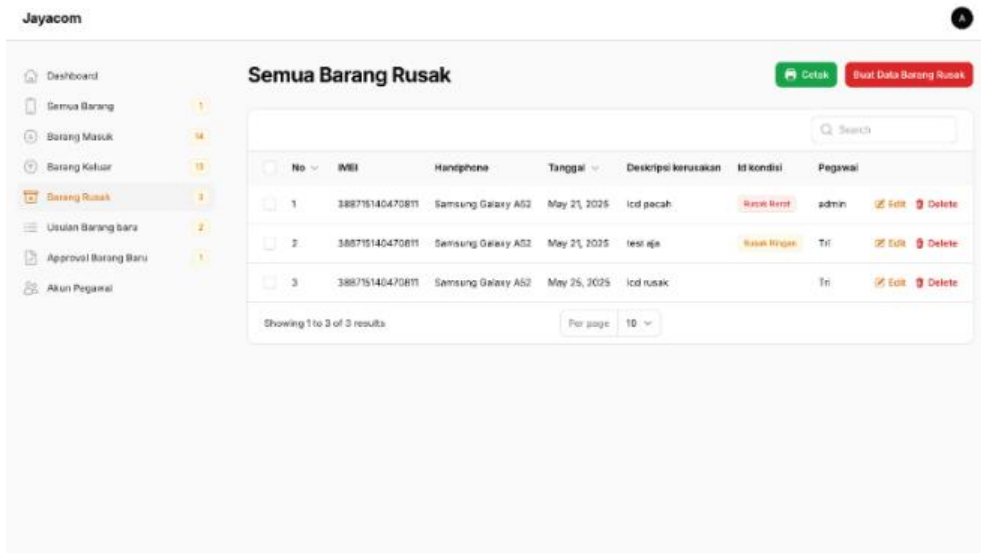 Jayacom
A
Dashboard
Semua Barang 1
Barang Masuk 14
Barang Keluar 13
Barang Rusak 3
Usulan Barang baru 2
Approval Barang Baru 1
Akun Pegawai
Semua Barang Rusak
Cetak
Buat Data Barang Rusak
Search
No IMEI Handphone Tanggal Deskripsi kerusakan Id kondisi Pegawai
1 388715140470811 Samsung Galaxy A52 May 21, 2025 lcd pecah Rusak Berat admin Edit Delete
2 388715140470811 Samsung Galaxy A52 May 21, 2025 test aja Rusak Ringan Tri Edit Delete
3 388715140470811 Samsung Galaxy A52 May 25, 2025 lcd rusak Tri Edit Delete
Showing 1 to 3 of 3 results
Per page 10